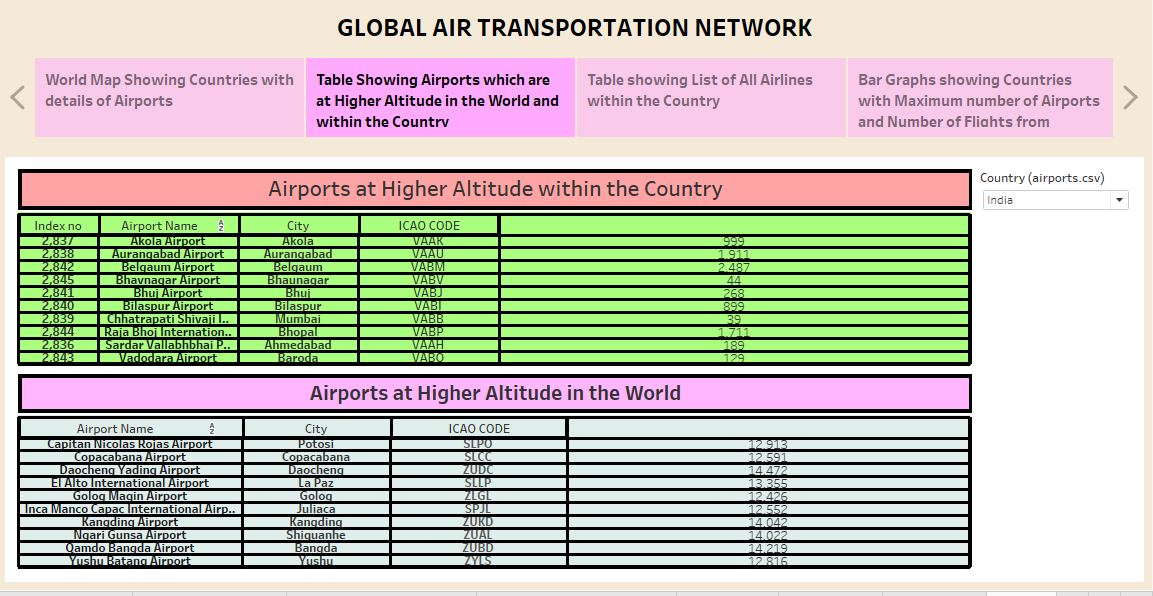 GLOBAL AIR TRANSPORTATION NETWORK
World Map Showing Countries with
details of Airports
Table Showing Airports which are
at Higher Altitude in the World and
within the Country
Table showing List of All Airlines
within the Country
Bar Graphs showing Countries
with Maximum number of Airports
and Number of Flights from
Airports at Higher Altitude within the Country
Country (airports.csv)
India
Index no Airport Name City ICAO CODE
2,837 Akola Airport Akola VAAK 999
2,838 Aurangabad Airport Aurangabad VAAU 1,911
2,842 Belgaum Airport Belgaum VABM 2,487
2,845 Bhavnagar Airport Bhaunagar VABV 44
2,841 Bhuj Airport Bhuj VABJ 268
2,840 Bilaspur Airport Bilaspur VABI 899
2,839 Chhatrapati Shivaji I.. Mumbai VABB 39
2,844 Raja Bhoj Internation.. Bhopal VABP 1,711
2,836 Sardar Vallabhbhai P.. Ahmedabad VAAH 189
2,843 Vadodara Airport Baroda VABO 129
Airports at Higher Altitude in the World
Airport Name City ICAO CODE
Capitan Nicolas Rojas Airport Potosi SLPO 12,913
Copacabana Airport Copacabana SLCC 12,591
Daocheng Yading Airport Daocheng ZUDC 14,472
El Alto International Airport La Paz SLLP 13,355
Golog Maqin Airport Golog ZLGL 12,426
Inca Manco Capac International Airp.. Juliaca SPJL 12,552
Kangding Airport Kangding ZUKD 14,042
Ngari Gunsa Airport Shiquanhe ZUAL 14,022
Qamdo Bangda Airport Bangda ZUBD 14,219
Yushu Batang Airport Yushu ZYLS 12,816